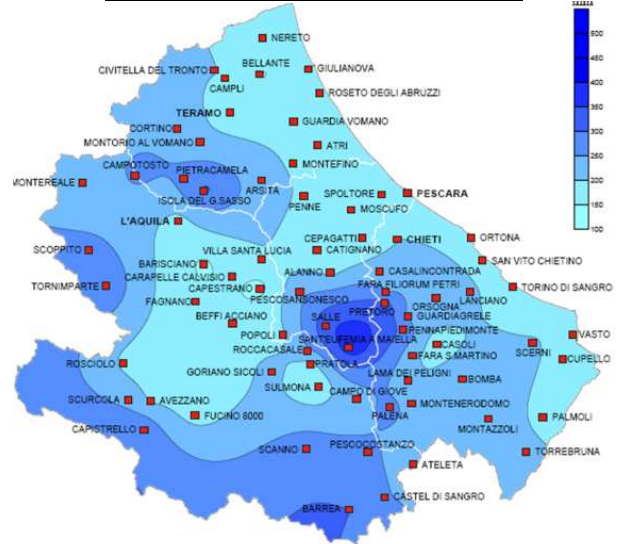 NERETO
CIVITELLA DEL TRONTO
BELLANTE
GIULIANOVA
CAMPLI
ROSETO DEGLI ABRUZZI
TERAMO
GUARDIA VOMANO
CORTINO
MONTORIO AL VOMANO
ATRI
CAMPOTOSTO
PIETRACAMELA
MONTEFINO
MONTEREALE
ARSITA
SPOLTORE
PESCARA
ISOLA DEL G.SASSO
PENNE
MOSCUFO
L'AQUILA
CEPAGATTI
CHIETI
ORTONA
SCOPPITO
VILLA SANTA LUCIA
CATIGNANO
SAN VITO CHIETINO
BARISCIANO
ALANNO
CASALINCONTRADA
CARAPELLE CALVISIO
FARA FILIORUM PETRI
TORNIMPARTE
CAPESTRANO
TORINO DI SANGRO
FAGNANO
PESCOSANSONESCO
ORSOGNA
LANCIANO
PRETORO
BEFFI ACCIANO
SALLE
GUARDIAGRELE
POPOLI
SANT'EUFEMIA A MAIELLA
PENNAPIEDIMONTE
VASTO
ROCCACASALE
CASOLI
SCERNI
ROSCIOLO
PRATOLA
FARA S.MARTINO
CUPELLO
GORIANO SICOLI
LAMA DEI PELIGNI
BOMBA
SULMONA
CAMPO DI GIOVE
SCURCOLA
AVEZZANO
PALENA
MONTENERODOMO
FUCINO 8000
MONTAZZOLI
PALMOLI
CAPISTRELLO
SCANNO
PESCOCOSTANZO
TORREBRUNA
ATELETA
BARREA
CASTEL DI SANGRO
500
460
400
350
300
260
200
150
100